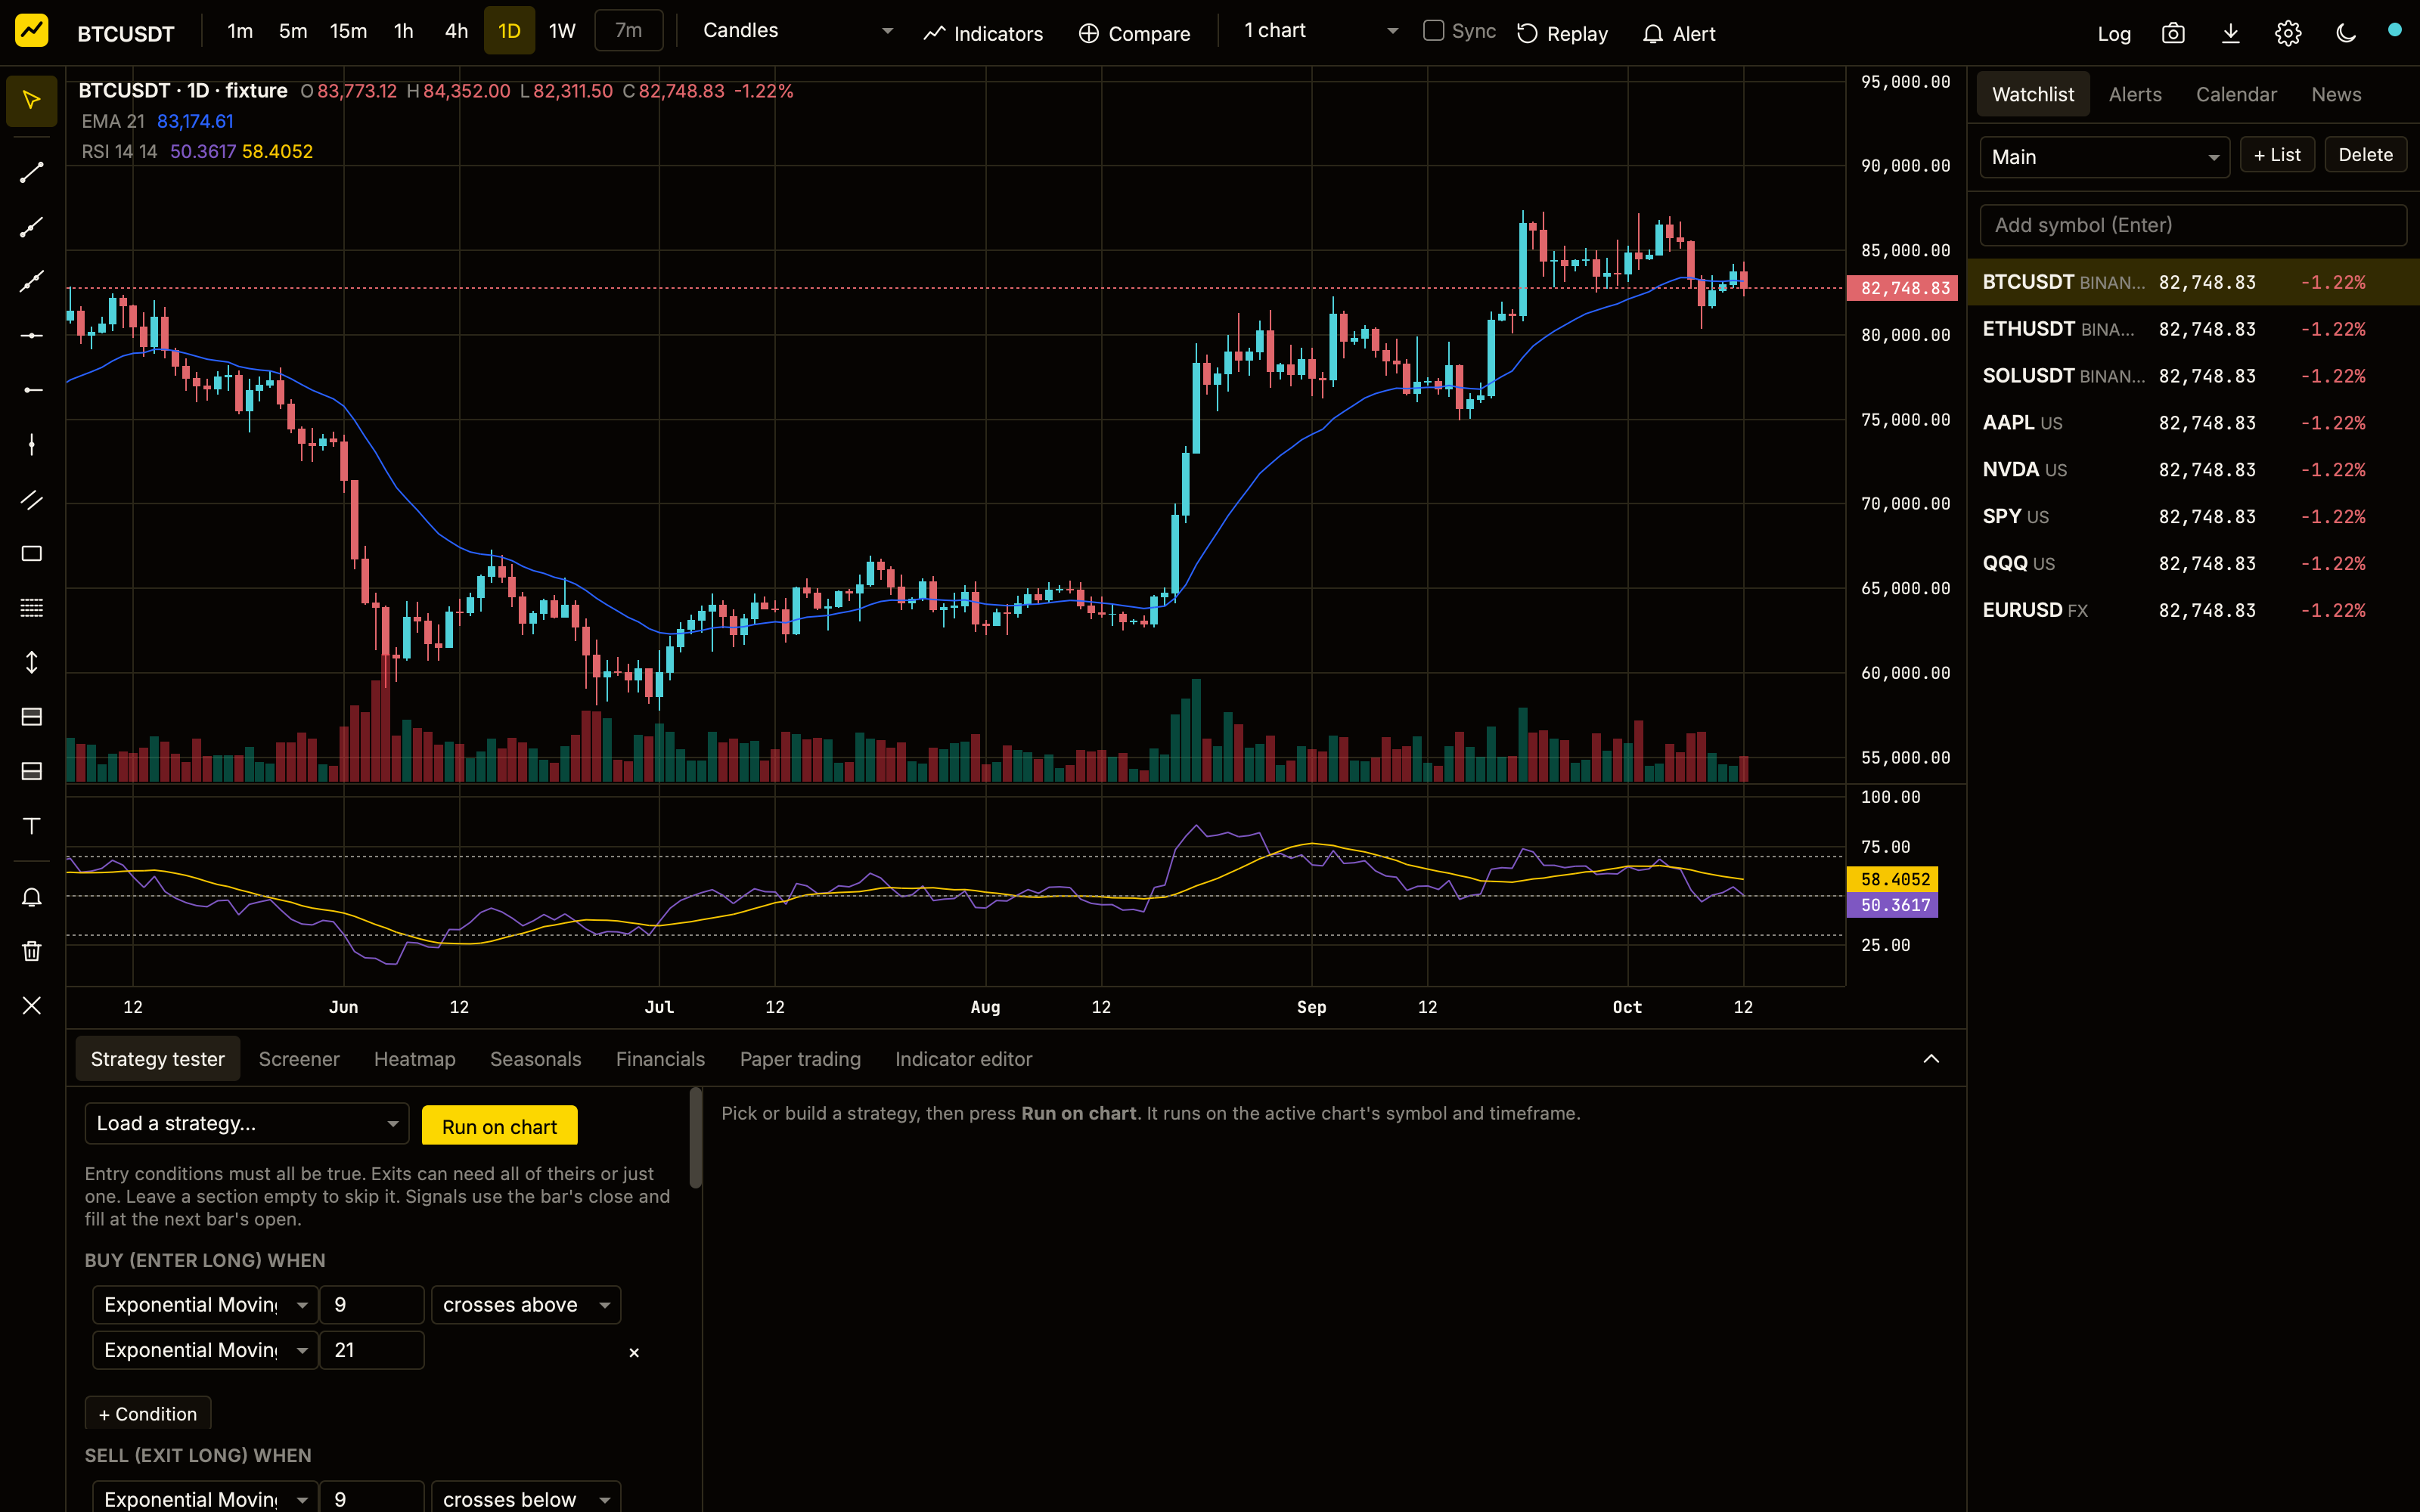 BTCUSDT 1m 5m 15m 1h 4h 1D 1W 7m Candles Indicators Compare 1 chart Sync Replay Alert Log
BTCUSDT · 1D · fixture O 83,773.12 H 84,352.00 L 82,311.50 C 82,748.83 -1.22%
EMA 21 83,174.61
RSI 14 14 50.3617 58.4052
95,000.00
90,000.00
85,000.00
82,748.83
80,000.00
75,000.00
70,000.00
65,000.00
60,000.00
55,000.00
100.00
75.00
58.4052
50.3617
25.00
12 Jun 12 Jul 12 Aug 12 Sep 12 Oct 12
Watchlist Alerts Calendar News
Main + List Delete
Add symbol (Enter)
BTCUSDT BINAN... 82,748.83 -1.22%
ETHUSDT BINA... 82,748.83 -1.22%
SOLUSDT BINAN... 82,748.83 -1.22%
AAPL US 82,748.83 -1.22%
NVDA US 82,748.83 -1.22%
SPY US 82,748.83 -1.22%
QQQ US 82,748.83 -1.22%
EURUSD FX 82,748.83 -1.22%
Strategy tester Screener Heatmap Seasonals Financials Paper trading Indicator editor
Load a strategy... Run on chart
Entry conditions must all be true. Exits can need all of theirs or just
one. Leave a section empty to skip it. Signals use the bar's close and
fill at the next bar's open.
BUY (ENTER LONG) WHEN
Exponential Moving 9 crosses above
Exponential Moving 21 ×
+ Condition
SELL (EXIT LONG) WHEN
Exponential Moving 9 crosses below
Pick or build a strategy, then press Run on chart. It runs on the active chart's symbol and timeframe.